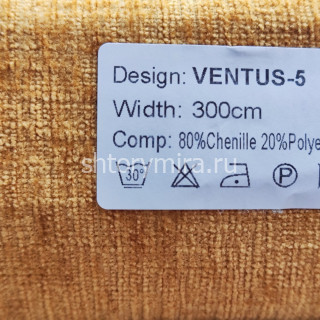 Design: VENTUS-5
Width: 300cm
Comp: 80%Chenille 20%Polye
shtorymira.ru
30°
P